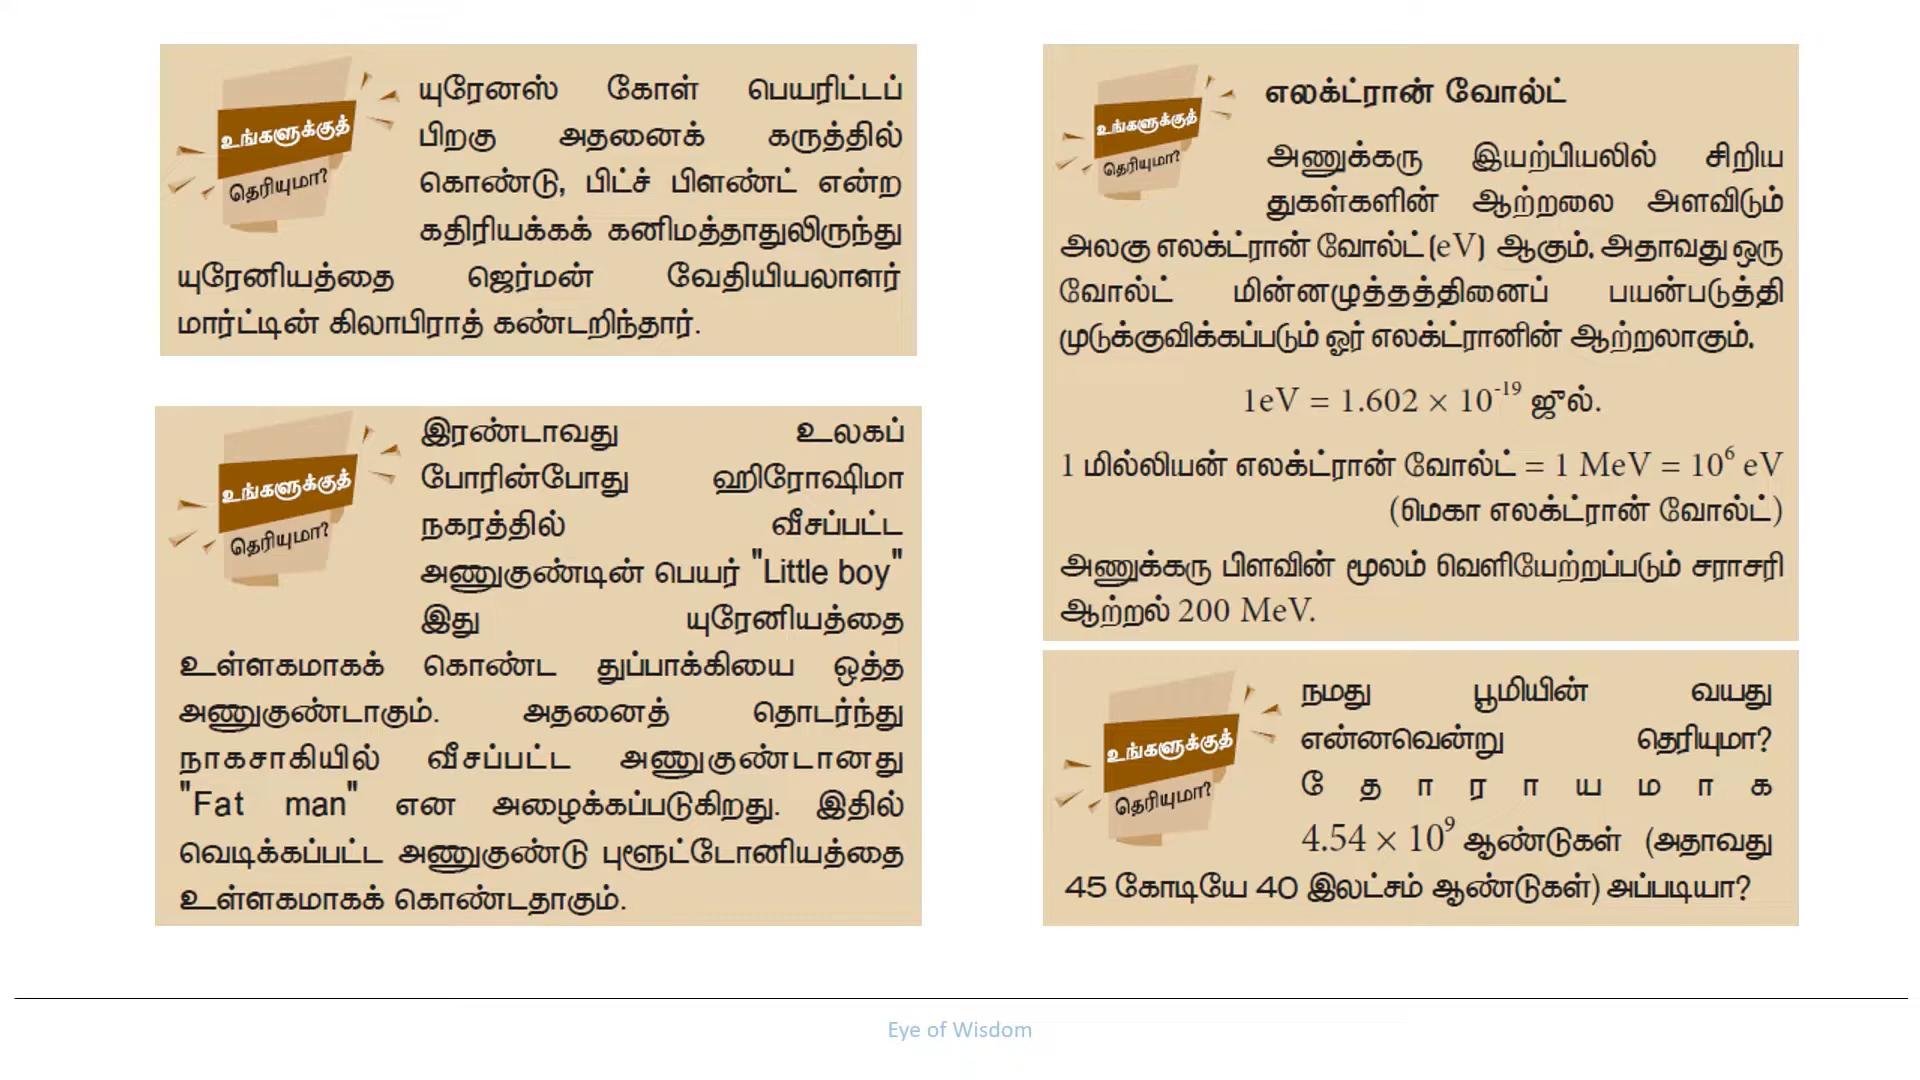 உங்களுக்குத்
தெரியுமா?
யுரேனஸ் கோள் பெயரிட்டப்
பிறகு அதனைக் கருத்தில்
கொண்டு, பிட்ச் பிளண்ட் என்ற
கதிரியக்கக் கனிமத்தாதுலிருந்து
யுரேனியத்தை ஜெர்மன் வேதியியலாளர்
மார்ட்டின் கிலாபிராத் கண்டறிந்தார்.
உங்களுக்குத்
தெரியுமா?
இரண்டாவது உலகப்
போரின்போது ஹிரோஷிமா
நகரத்தில் வீசப்பட்ட
அணுகுண்டின் பெயர் "Little boy"
இது யுரேனியத்தை
உள்ளகமாகக் கொண்ட துப்பாக்கியை ஒத்த
அணுகுண்டாகும். அதனைத் தொடர்ந்து
நாகசாகியில் வீசப்பட்ட அணுகுண்டானது
"Fat man" என அழைக்கப்படுகிறது. இதில்
வெடிக்கப்பட்ட அணுகுண்டு புளூட்டோனியத்தை
உள்ளகமாகக் கொண்டதாகும்.
உங்களுக்குத்
தெரியுமா?
எலக்ட்ரான் வோல்ட்
அணுக்கரு இயற்பியலில் சிறிய
துகள்களின் ஆற்றலை அளவிடும்
அலகு எலக்ட்ரான் வோல்ட் (eV) ஆகும். அதாவது ஒரு
வோல்ட் மின்னழுத்தத்தினைப் பயன்படுத்தி
முடுக்குவிக்கப்படும் ஓர் எலக்ட்ரானின் ஆற்றலாகும்.
1eV = 1.602 × 10⁻¹⁹ ஜுல்.
1 மில்லியன் எலக்ட்ரான் வோல்ட் = 1 MeV = 10⁶ eV
(மெகா எலக்ட்ரான் வோல்ட்)
அணுக்கரு பிளவின் மூலம் வெளியேற்றப்படும் சராசரி
ஆற்றல் 200 MeV.
உங்களுக்குத்
தெரியுமா?
நமது பூமியின் வயது
என்னவென்று தெரியுமா?
தோராயமாக
4.54 × 10⁹ ஆண்டுகள் (அதாவது
45 கோடியே 40 இலட்சம் ஆண்டுகள்) அப்படியா?
Eye of Wisdom